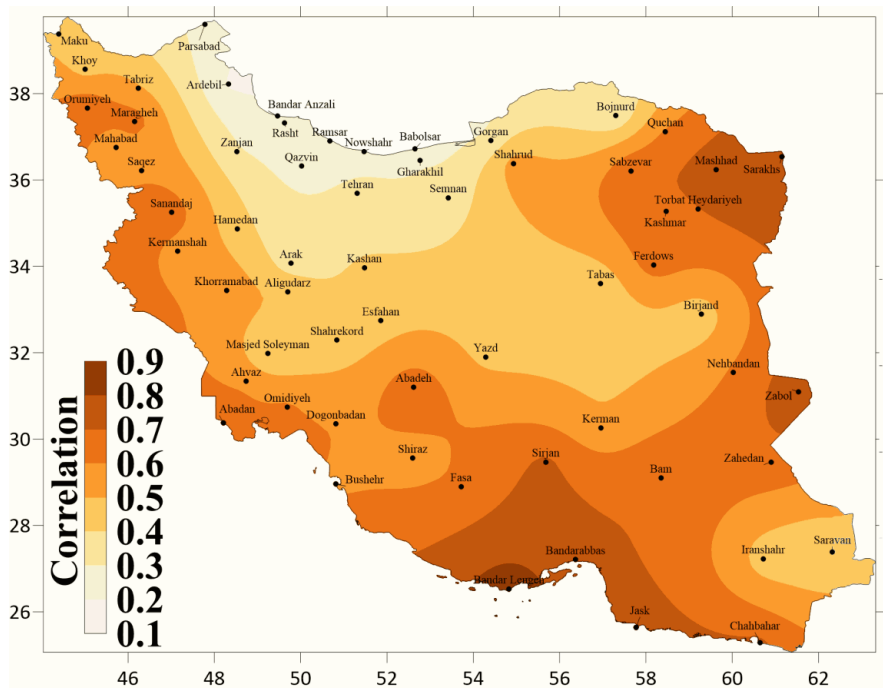 Maku
Parsabad
Khoy
Tabriz
Ardebil
38
Orumiyeh
Maragheh
Bandar Anzali
Bojnurd
Rasht
Ramsar
Nowshahr
Babolsar
Gorgan
Quchan
Mahabad
Zanjan
Qazvin
Gharakhil
Shahrud
Sabzevar
Mashhad
Sarakhs
Saqez
36
Tehran
Semnan
Torbat Heydariyeh
Kashmar
Sanandaj
Hamedan
Kermanshah
Arak
Kashan
Ferdows
34
Khorramabad
Aligudarz
Tabas
Esfahan
Birjand
Shahrekord
Masjed Soleyman
32
Yazd
Nehbandan
Ahvaz
Abadeh
Zabol
Abadan
Omidiyeh
Dogonbadan
Kerman
30
Shiraz
Sirjan
Zahedan
Bushehr
Fasa
Bam
28
Saravan
Iranshahr
Bandarabbas
Bandar Lengeh
26
Jask
Chahbahar
Correlation
0.9
0.8
0.7
0.6
0.5
0.4
0.3
0.2
0.1
46 48 50 52 54 56 58 60 62